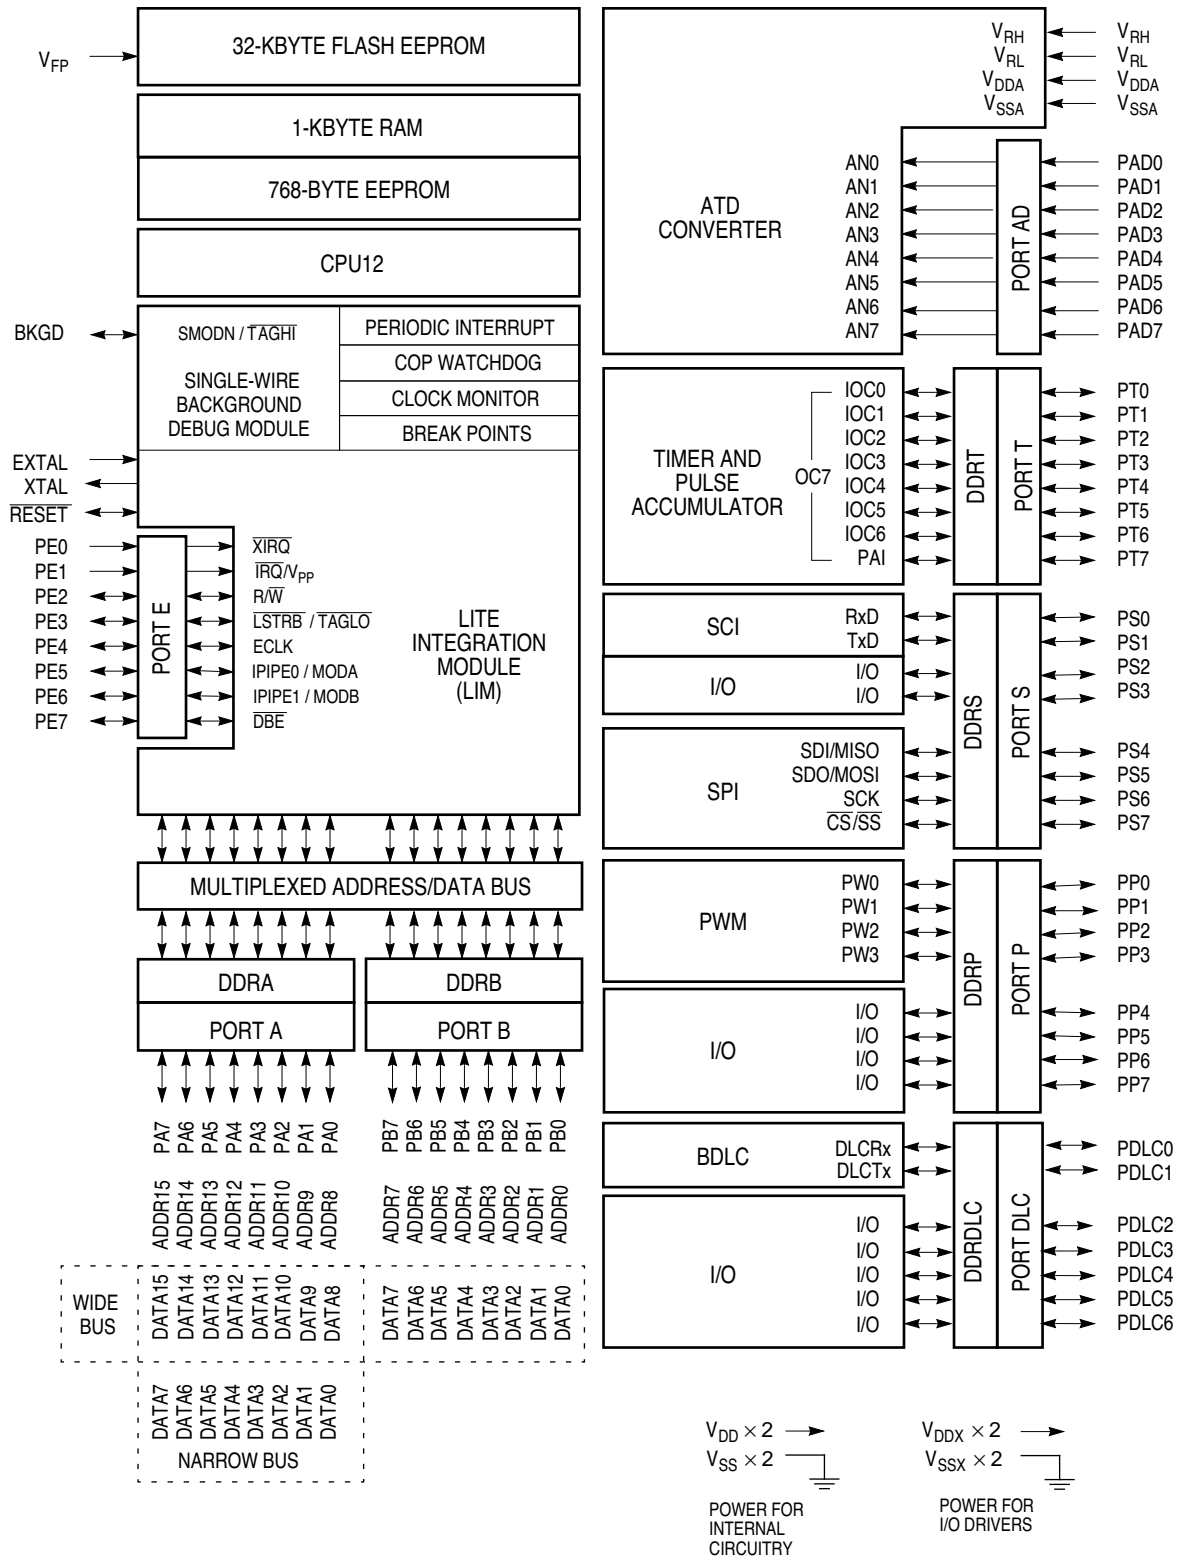 32-KBYTE FLASH EEPROM
VFP
1-KBYTE RAM
768-BYTE EEPROM
CPU12
BKGD
SMODN / TAGHI
SINGLE-WIRE
BACKGROUND
DEBUG MODULE
PERIODIC INTERRUPT
COP WATCHDOG
CLOCK MONITOR
BREAK POINTS
EXTAL
XTAL
RESET
PE0
PE1
PE2
PE3
PE4
PE5
PE6
PE7
PORT E
XIRQ
IRQ/VPP
R/W
LSTRB / TAGLO
ECLK
IPIPE0 / MODA
IPIPE1 / MODB
DBE
LITE
INTEGRATION
MODULE
(LIM)
MULTIPLEXED ADDRESS/DATA BUS
DDRA
PORT A
DDRB
PORT B
PA7
PA6
PA5
PA4
PA3
PA2
PA1
PA0
PB7
PB6
PB5
PB4
PB3
PB2
PB1
PB0
ADDR15
ADDR14
ADDR13
ADDR12
ADDR11
ADDR10
ADDR9
ADDR8
ADDR7
ADDR6
ADDR5
ADDR4
ADDR3
ADDR2
ADDR1
ADDR0
WIDE
BUS
DATA15
DATA14
DATA13
DATA12
DATA11
DATA10
DATA9
DATA8
DATA7
DATA6
DATA5
DATA4
DATA3
DATA2
DATA1
DATA0
DATA7
DATA6
DATA5
DATA4
DATA3
DATA2
DATA1
DATA0
NARROW BUS
ATD
CONVERTER
VRH
VRL
VDDA
VSSA
VRH
VRL
VDDA
VSSA
AN0
AN1
AN2
AN3
AN4
AN5
AN6
AN7
PORT AD
PAD0
PAD1
PAD2
PAD3
PAD4
PAD5
PAD6
PAD7
TIMER AND
PULSE
ACCUMULATOR
OC7
IOC0
IOC1
IOC2
IOC3
IOC4
IOC5
IOC6
PAI
DDRT
PORT T
PT0
PT1
PT2
PT3
PT4
PT5
PT6
PT7
SCI
RxD
TxD
I/O
I/O
I/O
SPI
SDI/MISO
SDO/MOSI
SCK
CS/SS
DDRS
PORT S
PS0
PS1
PS2
PS3
PS4
PS5
PS6
PS7
PWM
PW0
PW1
PW2
PW3
I/O
I/O
I/O
I/O
I/O
DDRP
PORT P
PP0
PP1
PP2
PP3
PP4
PP5
PP6
PP7
BDLC
DLCRx
DLCTx
I/O
I/O
I/O
I/O
I/O
I/O
DDRDLC
PORT DLC
PDLC0
PDLC1
PDLC2
PDLC3
PDLC4
PDLC5
PDLC6
VDD × 2
VSS × 2
POWER FOR
INTERNAL
CIRCUITRY
VDDX × 2
VSSX × 2
POWER FOR
I/O DRIVERS